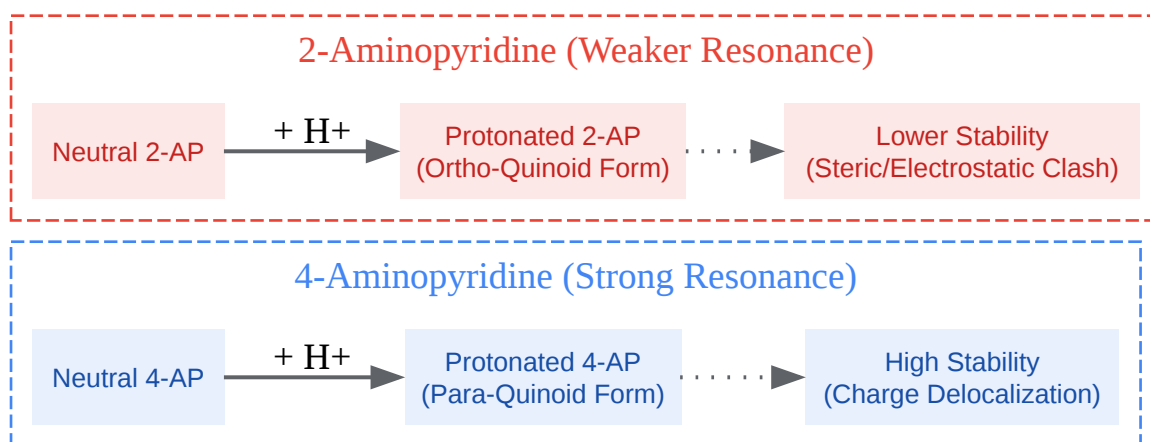 2-Aminopyridine (Weaker Resonance)
Neutral 2-AP
+ H+
Protonated 2-AP
(Ortho-Quinoid Form)
Lower Stability
(Steric/Electrostatic Clash)
4-Aminopyridine (Strong Resonance)
Neutral 4-AP
+ H+
Protonated 4-AP
(Para-Quinoid Form)
High Stability
(Charge Delocalization)